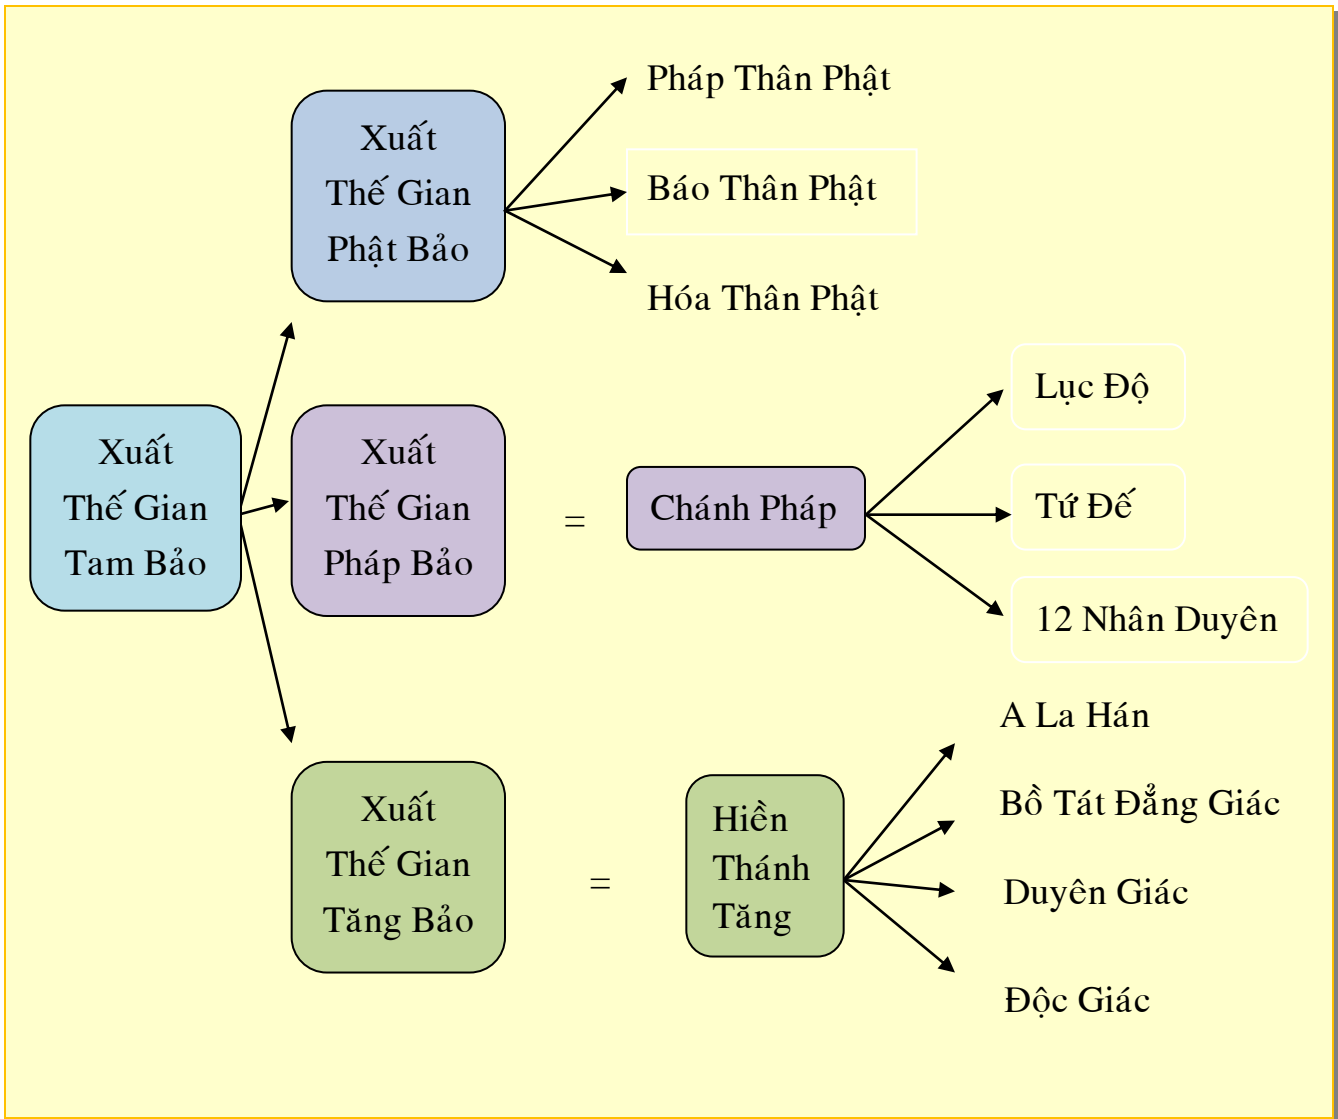 Pháp Thân Phật
Xuất
Thế Gian
Phật Bảo
Báo Thân Phật
Hóa Thân Phật
Xuất
Thế Gian
Tam Bảo
Xuất
Thế Gian
Pháp Bảo
=
Chánh Pháp
Lục Độ
Tứ Đế
12 Nhân Duyên
Xuất
Thế Gian
Tăng Bảo
=
Hiền
Thánh
Tăng
A La Hán
Bồ Tát Đẳng Giác
Duyên Giác
Độc Giác